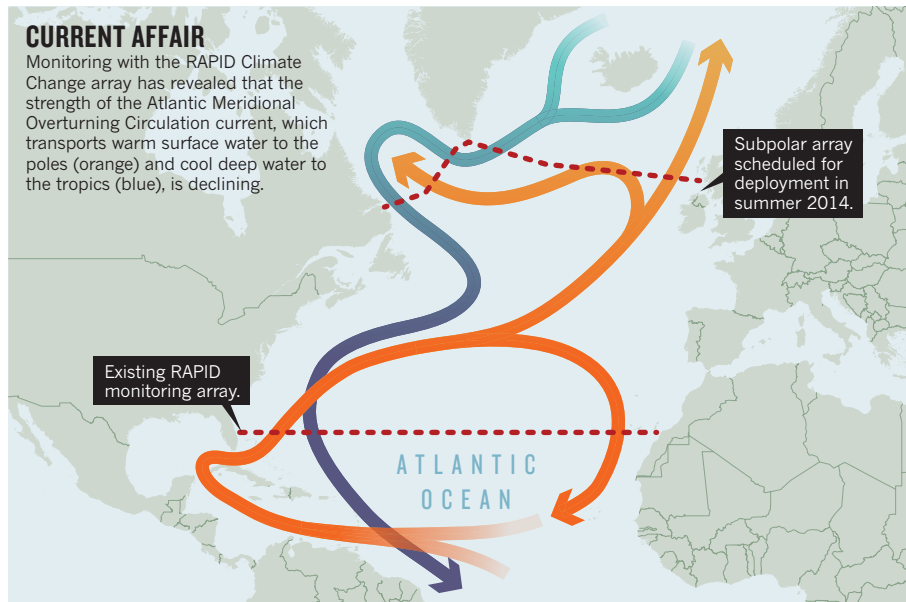 CURRENT AFFAIR
Monitoring with the RAPID Climate
Change array has revealed that the
strength of the Atlantic Meridional
Overturning Circulation current, which
transports warm surface water to the
poles (orange) and cool deep water to
the tropics (blue), is declining.
Subpolar array
scheduled for
deployment in
summer 2014.
Existing RAPID
monitoring array.
ATLANTIC
OCEAN